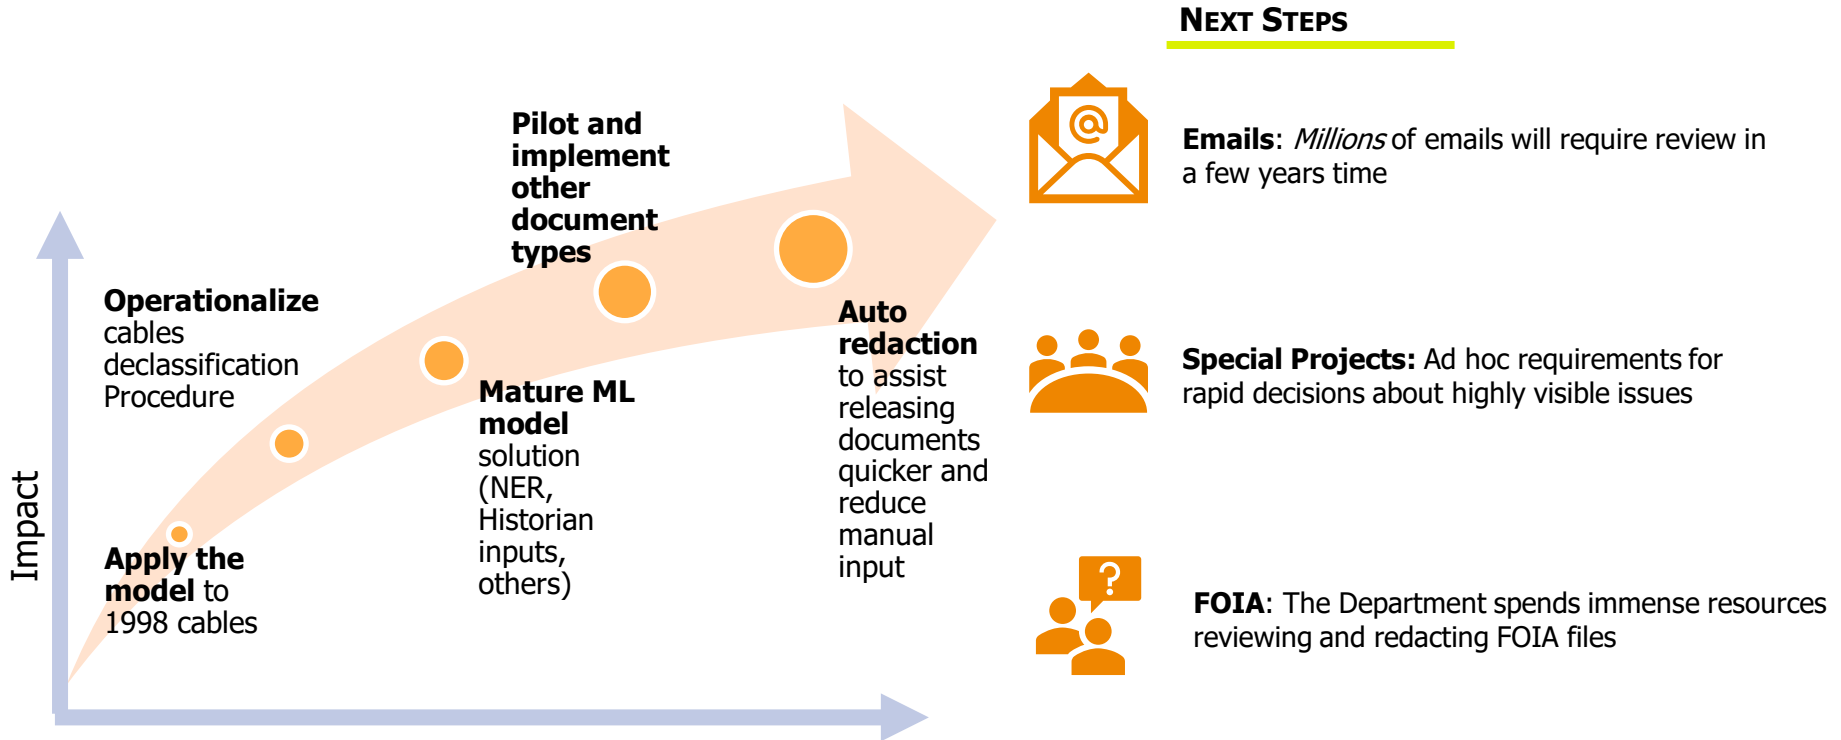 NEXT STEPS
Pilot and
implement
other
document
types
Operationalize
cables
declassification
Procedure
Apply the
model to
1998 cables
Mature ML
model
solution
(NER,
Historian
inputs,
others)
Auto
redaction
to assist
releasing
documents
quicker and
reduce
manual
input
Impact
@
Emails: Millions of emails will require review in
a few years time
Special Projects: Ad hoc requirements for
rapid decisions about highly visible issues
?
FOIA: The Department spends immense resources
reviewing and redacting FOIA files